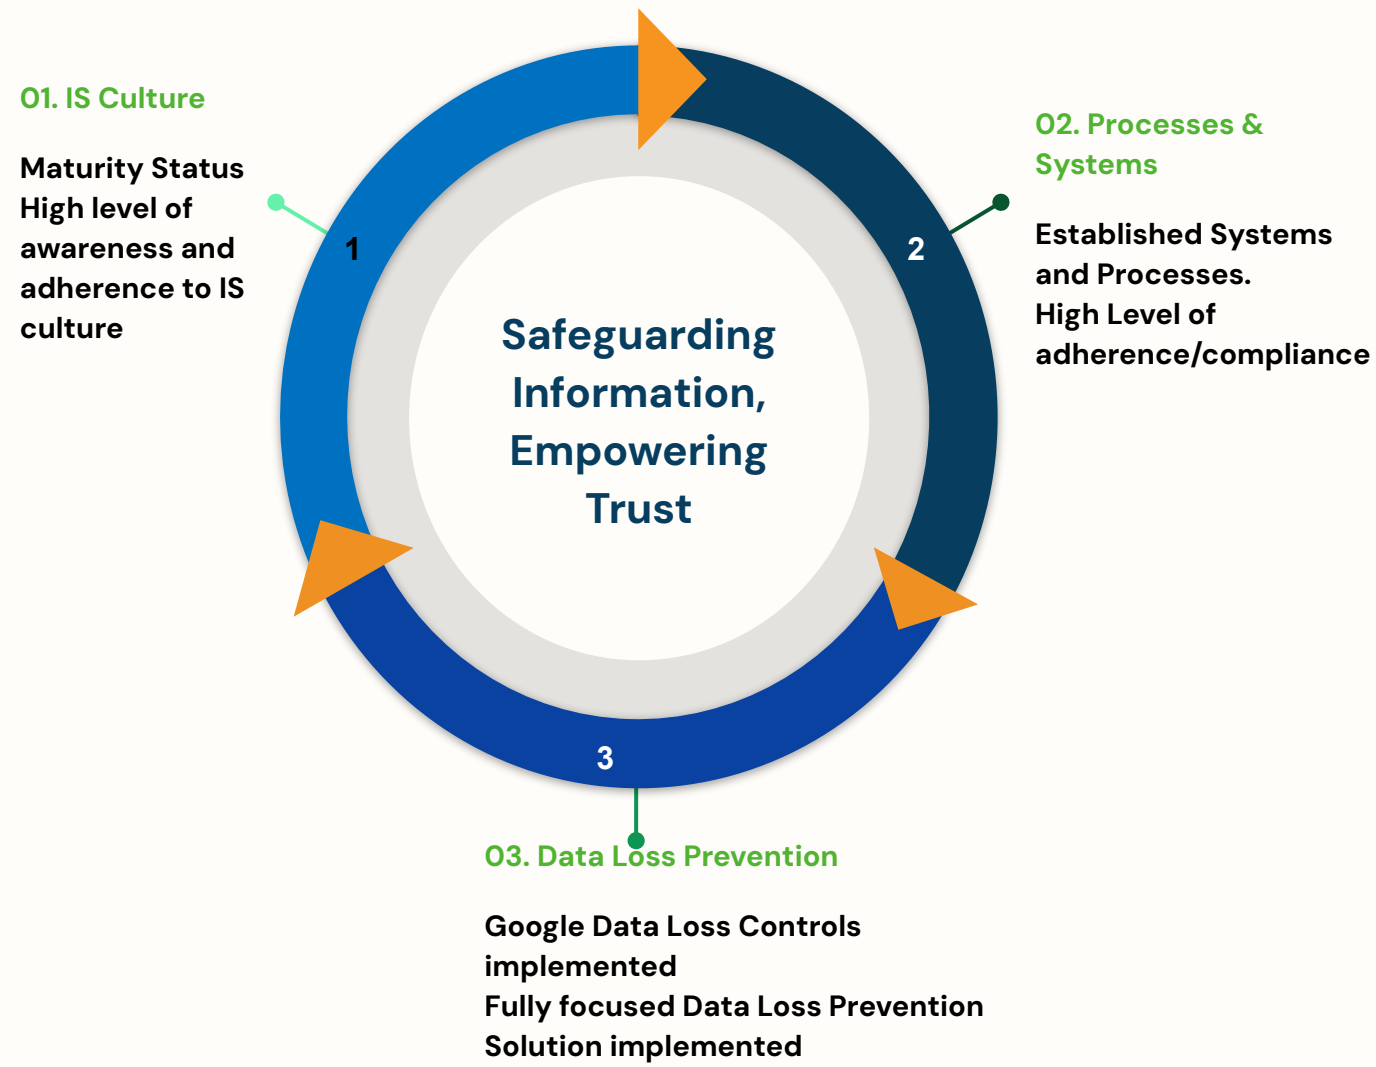 01. IS Culture
Maturity Status
High level of
awareness and
adherence to IS
culture
1
02. Processes &
Systems
Established Systems
and Processes.
High Level of
adherence/compliance
2
Safeguarding
Information,
Empowering
Trust
3
03. Data Loss Prevention
Google Data Loss Controls
implemented
Fully focused Data Loss Prevention
Solution implemented